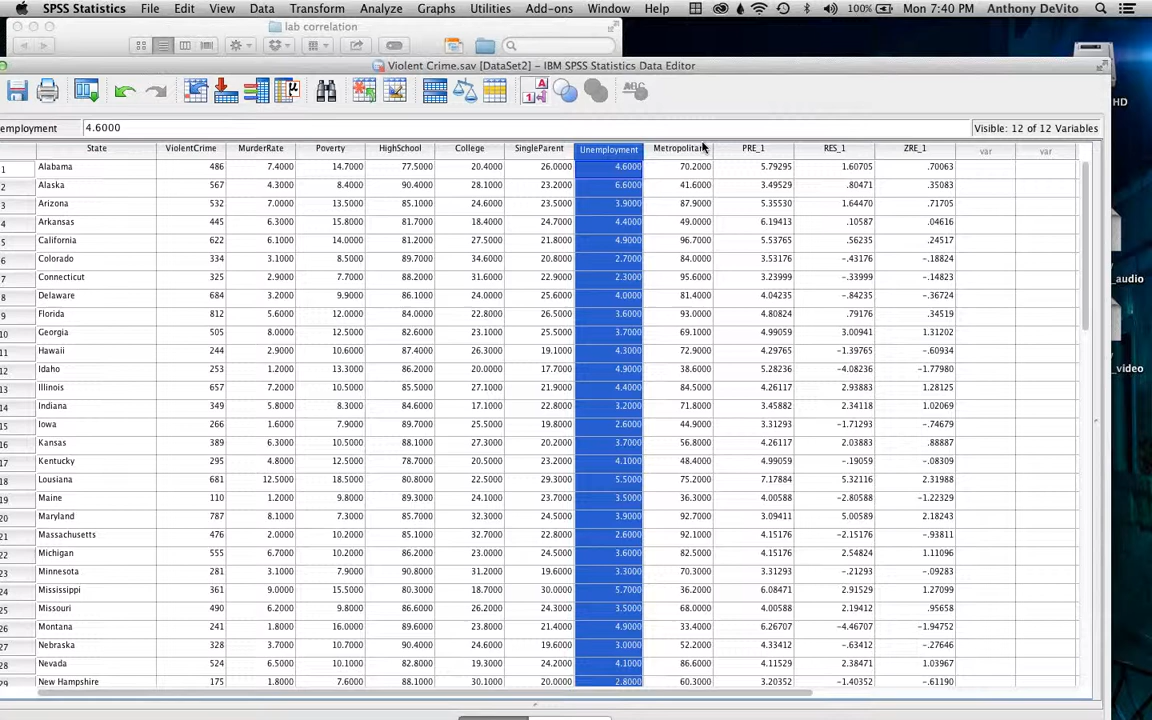 SPSS Statistics File Edit View Data Transform Analyze Graphs Utilities Add-ons Window Help 100% Mon 7:40 PM Anthony DeVito
lab correlation
Violent Crime.sav [DataSet2] – IBM SPSS Statistics Data Editor
HD
employment 4.6000 Visible: 12 of 12 Variables
State ViolentCrime MurderRate Poverty HighSchool College SingleParent Unemployment Metropolita PRE_1 RES_1 ZRE_1 var var
1 Alabama 486 7.4000 14.7000 77.5000 20.4000 26.0000 4.6000 70.2000 5.79295 1.60705 .70063
2 Alaska 567 4.3000 8.4000 90.4000 28.1000 23.2000 6.6000 41.6000 3.49529 .80471 .35083
3 Arizona 532 7.0000 13.5000 85.1000 24.6000 23.5000 3.9000 87.9000 5.35530 1.64470 .71705
4 Arkansas 445 6.3000 15.8000 81.7000 18.4000 24.7000 4.4000 49.0000 6.19413 .10587 .04616
5 California 622 6.1000 14.0000 81.2000 27.5000 21.8000 4.9000 96.7000 5.53765 .56235 .24517
6 Colorado 334 3.1000 8.5000 89.7000 34.6000 20.8000 2.7000 84.0000 3.53176 –.43176 –.18824
7 Connecticut 325 2.9000 7.7000 88.2000 31.6000 22.9000 2.3000 95.6000 3.23999 –.33999 –.14823
_audio
8 Delaware 684 3.2000 9.9000 86.1000 24.0000 25.6000 4.0000 81.4000 4.04235 –.84235 –.36724
9 Florida 812 5.6000 12.0000 84.0000 22.8000 26.5000 3.6000 93.0000 4.80824 .79176 .34519
10 Georgia 505 8.0000 12.5000 82.6000 23.1000 25.5000 3.7000 69.1000 4.99059 3.00941 1.31202
11 Hawaii 244 2.9000 10.6000 87.4000 26.3000 19.1000 4.3000 72.9000 4.29765 –1.39765 –.60934
12 Idaho 253 1.2000 13.3000 86.2000 20.0000 17.7000 4.9000 38.6000 5.28236 –4.08236 –1.77980
_video
13 Illinois 657 7.2000 10.5000 85.5000 27.1000 21.9000 4.4000 84.5000 4.26117 2.93883 1.28125
14 Indiana 349 5.8000 8.3000 84.6000 17.1000 22.8000 3.2000 71.8000 3.45882 2.34118 1.02069
15 Iowa 266 1.6000 7.9000 89.7000 25.5000 19.8000 2.6000 44.9000 3.31293 –1.71293 –.74679
16 Kansas 389 6.3000 10.5000 88.1000 27.3000 20.2000 3.7000 56.8000 4.26117 2.03883 .88887
17 Kentucky 295 4.8000 12.5000 78.7000 20.5000 23.2000 4.1000 48.4000 4.99059 –.19059 –.08309
18 Lousiana 681 12.5000 18.5000 80.8000 22.5000 29.3000 5.5000 75.2000 7.17884 5.32116 2.31988
19 Maine 110 1.2000 9.8000 89.3000 24.1000 23.7000 3.5000 36.3000 4.00588 –2.80588 –1.22329
20 Maryland 787 8.1000 7.3000 85.7000 32.3000 24.5000 3.9000 92.7000 3.09411 5.00589 2.18243
21 Massachusetts 476 2.0000 10.2000 85.1000 32.7000 22.8000 2.6000 92.1000 4.15176 –2.15176 –.93811
22 Michigan 555 6.7000 10.2000 86.2000 23.0000 24.5000 3.6000 82.5000 4.15176 2.54824 1.11096
23 Minnesota 281 3.1000 7.9000 90.8000 31.2000 19.6000 3.3000 70.3000 3.31293 –.21293 –.09283
24 Mississippi 361 9.0000 15.5000 80.3000 18.7000 30.0000 5.7000 36.2000 6.08471 2.91529 1.27099
25 Missouri 490 6.2000 9.8000 86.6000 26.2000 24.3000 3.5000 68.0000 4.00588 2.19412 .95658
26 Montana 241 1.8000 16.0000 89.6000 23.8000 21.4000 4.9000 33.4000 6.26707 –4.46707 –1.94752
27 Nebraska 328 3.7000 10.7000 90.4000 24.6000 19.6000 3.0000 52.2000 4.33412 –.63412 –.27646
28 Nevada 524 6.5000 10.1000 82.8000 19.3000 24.2000 4.1000 86.6000 4.11529 2.38471 1.03967
29 New Hampshire 175 1.8000 7.6000 88.1000 30.1000 20.0000 2.8000 60.3000 3.20352 –1.40352 –.61190